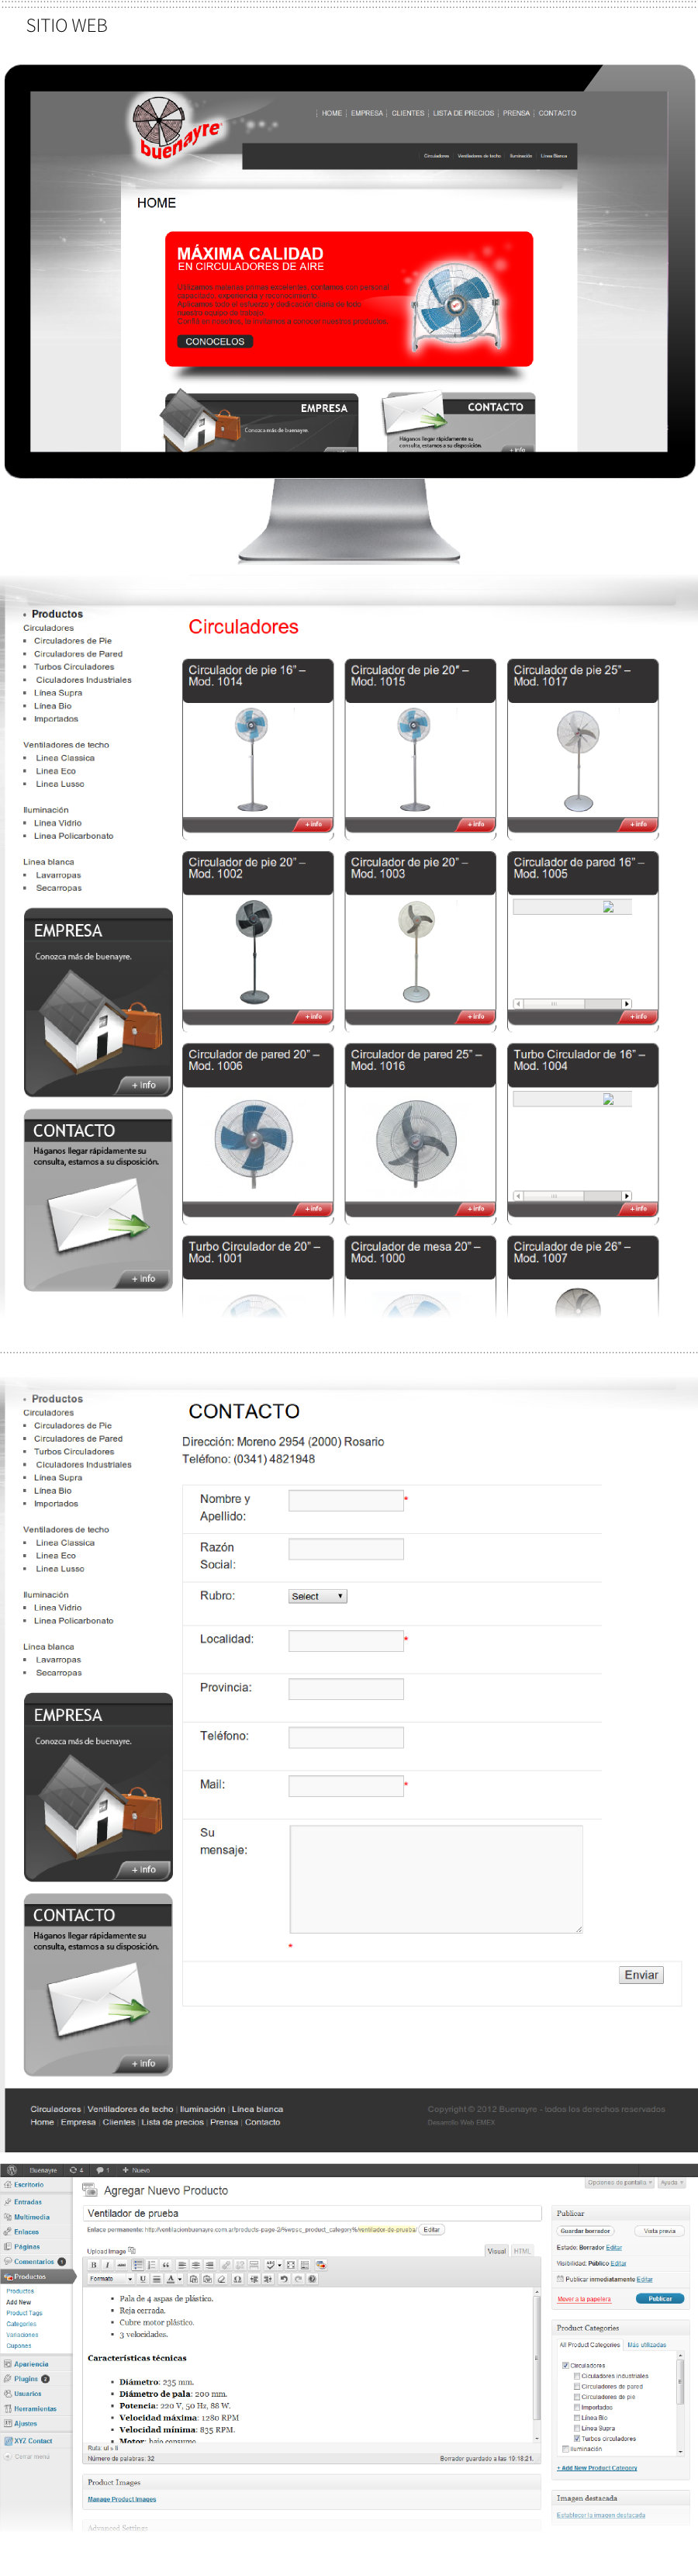 SITIO WEB
buenayre
HOME | EMPRESA | CLIENTES | LISTA DE PRECIOS | PRENSA | CONTACTO
Circuladores Ventiladores de techo Iluminación Línea Blanca
HOME
MÁXIMA CALIDAD
EN CIRCULADORES DE AIRE
CONOCELOS
EMPRESA
Conozca más de buenayre.
CONTACTO
Háganos llegar rápidamente su
consulta, estamos a su disposición.
Productos
Circuladores
Circuladores de Pie
Circuladores de Pared
Turbos Circuladores
Ciculadores Industriales
Línea Supra
Línea Bio
Importados
Ventiladores de techo
Linea Classica
Linea Eco
Linea Lusso
Iluminación
Línea Vidrio
Linea Policarbonato
Línea blanca
Lavarropas
Secarropas
EMPRESA
Conozca más de buenayre.
+ info
CONTACTO
Háganos llegar rápidamente su
consulta, estamos a su disposición.
+ info
Circuladores
Circulador de pie 16” –
Mod. 1014
+ info
Circulador de pie 20″ –
Mod. 1015
+ info
Circulador de pie 25” –
Mod. 1017
+ info
Circulador de pie 20” –
Mod. 1002
+ info
Circulador de pie 20” –
Mod. 1003
+ info
Circulador de pared 16” –
Mod. 1005
+ info
Circulador de pared 20” –
Mod. 1006
+ info
Circulador de pared 25” –
Mod. 1016
+ info
Turbo Circulador de 16” –
Mod. 1004
+ info
Turbo Circulador de 20” –
Mod. 1001
Circulador de mesa 20” –
Mod. 1000
Circulador de pie 26” –
Mod. 1007
Productos
Circuladores
Circuladores de Pie
Circuladores de Pared
Turbos Circuladores
Ciculadores Industriales
Línea Supra
Línea Bio
Importados
Ventiladores de techo
Linea Classica
Linea Eco
Linea Lusso
Iluminación
Línea Vidrio
Linea Policarbonato
Línea blanca
Lavarropas
Secarropas
EMPRESA
Conozca más de buenayre.
+ info
CONTACTO
Háganos llegar rápidamente su
consulta, estamos a su disposición.
+ info
CONTACTO
Dirección: Moreno 2954 (2000) Rosario
Teléfono: (0341) 4821948
Nombre y
Apellido:
*
Razón
Social:
Rubro:
Select
Localidad:
*
Provincia:
Teléfono:
Mail:
*
Su
mensaje:
*
Enviar
Circuladores | Ventiladores de techo | Iluminación | Línea blanca
Home | Empresa | Clientes | Lista de precios | Prensa | Contacto
Copyright © 2012 Buenayre - todos los derechos reservados
Desarrollo Web EMEX
Buenayre 4 1 + Nuevo
Escritorio
Entradas
Multimedia
Enlaces
Páginas
Comentarios
Productos
Productos
Add New
Product Tags
Categories
Variaciones
Cupones
Apariencia
Plugins
Usuarios
Herramientas
Ajustes
XYZ Contact
Cerrar menú
Opciones de pantalla Ayuda
Agregar Nuevo Producto
Ventilador de prueba
Enlace permanente: http://ventilacionbuenayre.com.ar/products-page-2/%wpsc_product_category%/ventilador-de-prueba/ Editar
Upload Image
Visual HTML
Formato
Pala de 4 aspas de plástico.
Reja cerrada.
Cubre motor plástico.
3 velocidades.
Características técnicas
Diámetro: 235 mm.
Diámetro de pala: 200 mm.
Potencia: 220 V, 50 Hz, 88 W.
Velocidad máxima: 1280 RPM
Velocidad mínima: 835 RPM.
Motor: bajo consumo
Ruta: ul » li
Número de palabras: 32
Borrador guardado a las 19:18:21.
Product Images
Manage Product Images
Advanced Settings
Publicar
Guardar borrador
Vista previa
Estado: Borrador Editar
Visibilidad: Público Editar
Publicar inmediatamente Editar
Mover a la papelera
Publicar
Product Categories
All Product Categories Más utilizadas
Circuladores
Ciculadores Industriales
Circuladores de pared
Circuladores de pie
Importados
Línea Bio
Línea Supra
Turbos circuladores
Iluminación
+ Add New Product Category
Imagen destacada
Establecer la imagen destacada